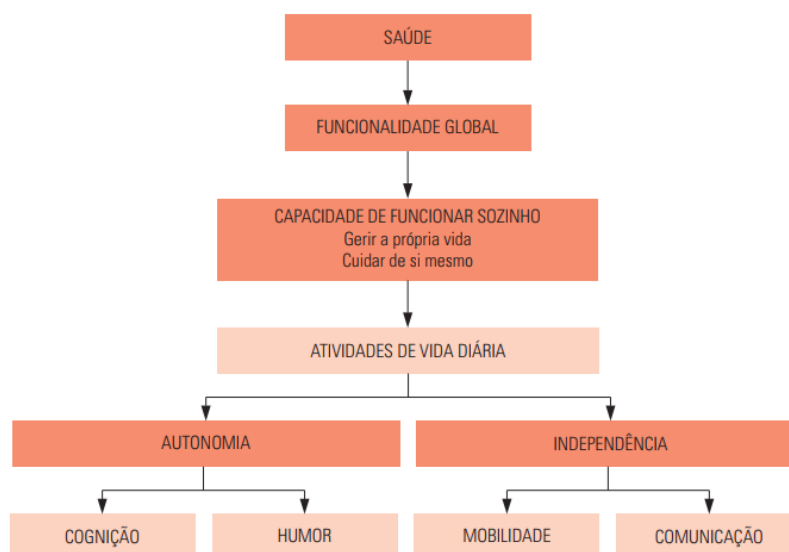 SAÚDE
FUNCIONALIDADE GLOBAL
CAPACIDADE DE FUNCIONAR SOZINHO
Gerir a própria vida
Cuidar de si mesmo
ATIVIDADES DE VIDA DIÁRIA
AUTONOMIA
INDEPENDÊNCIA
COGNIÇÃO
HUMOR
MOBILIDADE
COMUNICAÇÃO